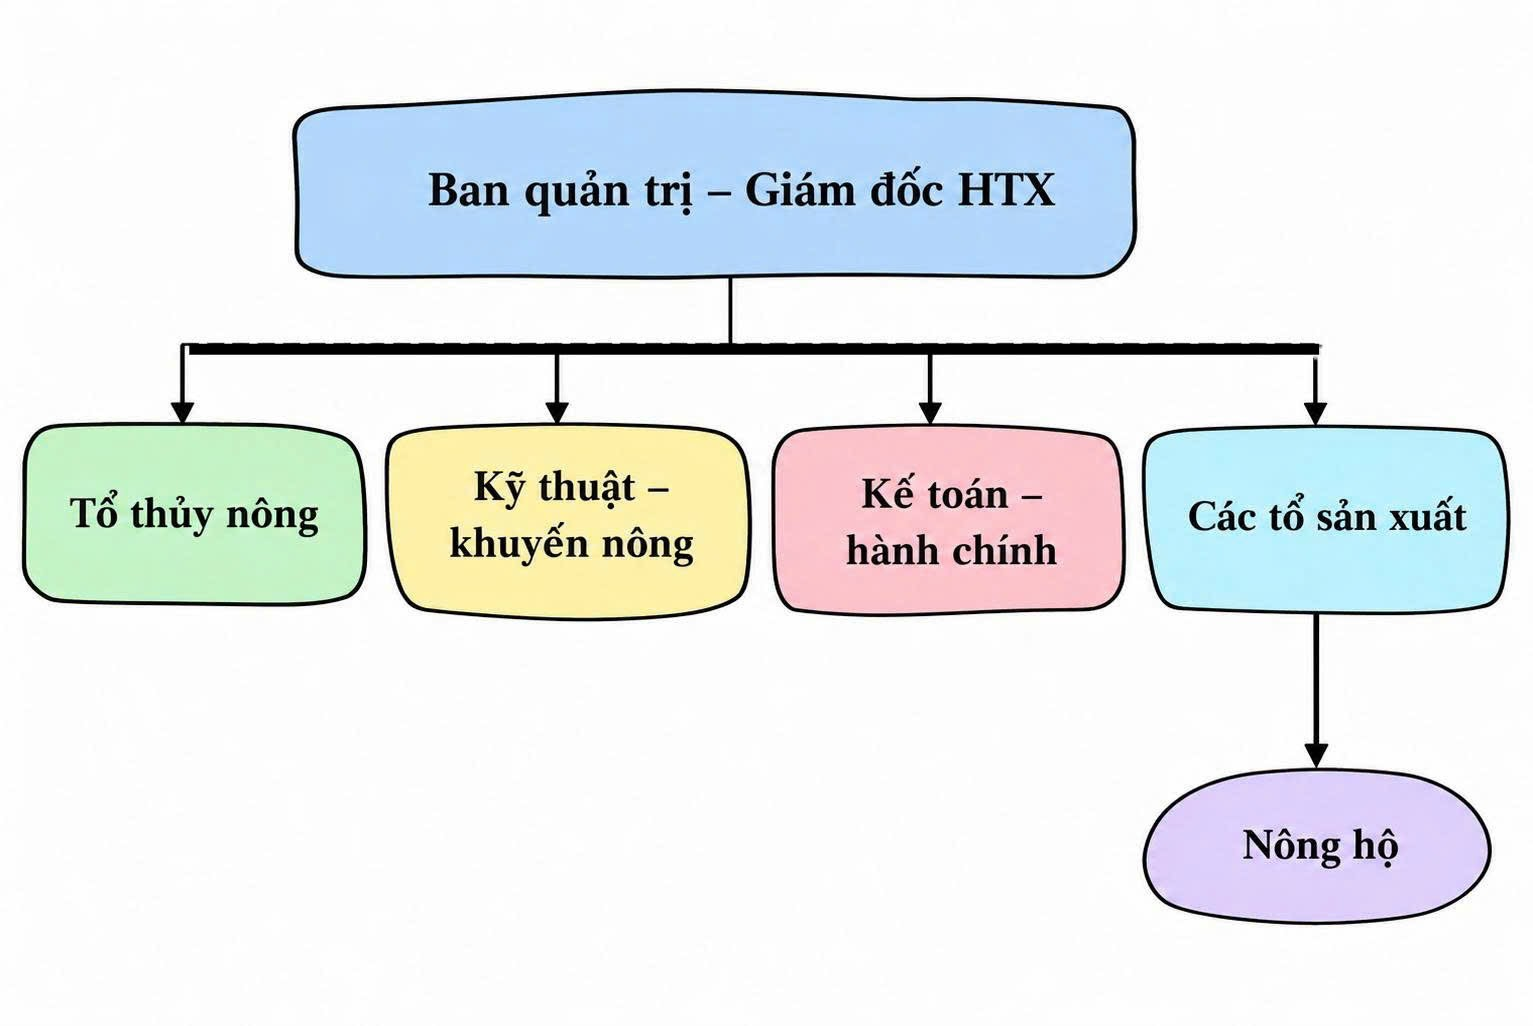 Ban quản trị – Giám đốc HTX
Tổ thủy nông
Kỹ thuật –
khuyến nông
Kế toán –
hành chính
Các tổ sản xuất
Nông hộ